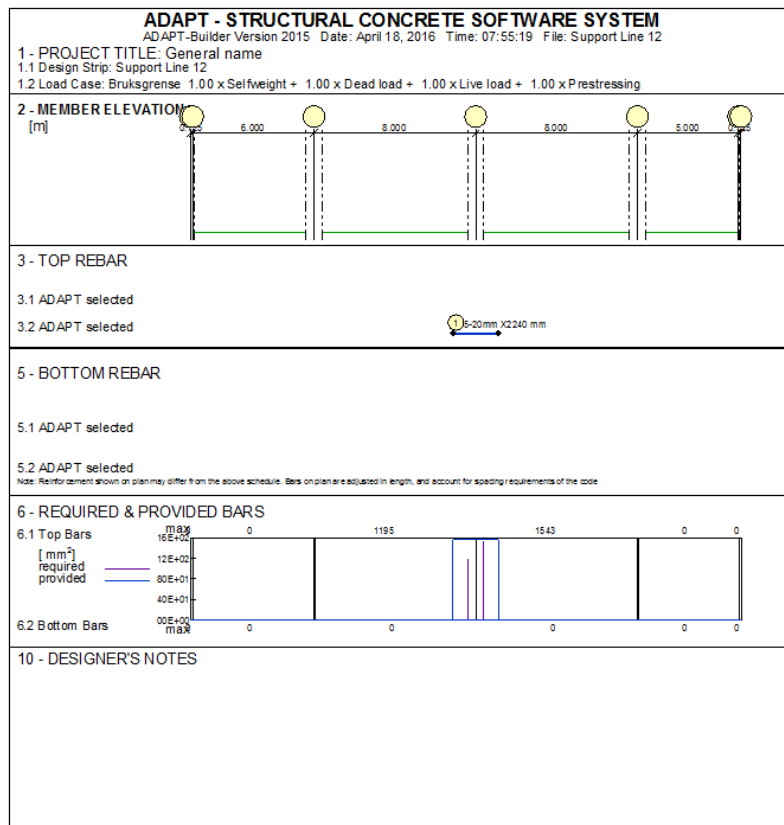 ADAPT - STRUCTURAL CONCRETE SOFTWARE SYSTEM
ADAPT-Builder Version 2015 Date: April 18, 2016 Time: 07:55:19 File: Support Line 12
1 - PROJECT TITLE: General name
1.1 Design Strip: Support Line 12
1.2 Load Case: Bruksgrense 1.00 x Selfweight + 1.00 x Dead load + 1.00 x Live load + 1.00 x Prestressing
2 - MEMBER ELEVATION
[m] 6.000 8.000 8.000 5.000
3 - TOP REBAR
3.1 ADAPT selected
3.2 ADAPT selected 1 5-20mm X2240 mm
5 - BOTTOM REBAR
5.1 ADAPT selected
5.2 ADAPT selected
Note: Reinforcement shown on plan may differ from the above schedule. Bars on plan are adjusted in length, and account for spacing requirements of the code
6 - REQUIRED & PROVIDED BARS
6.1 Top Bars max 0 1195 1543 0 0
16E+02
[ mm²]
required 12E+02
provided 80E+01
40E+01
00E+00
6.2 Bottom Bars max 0 0 0 0 0
10 - DESIGNER'S NOTES